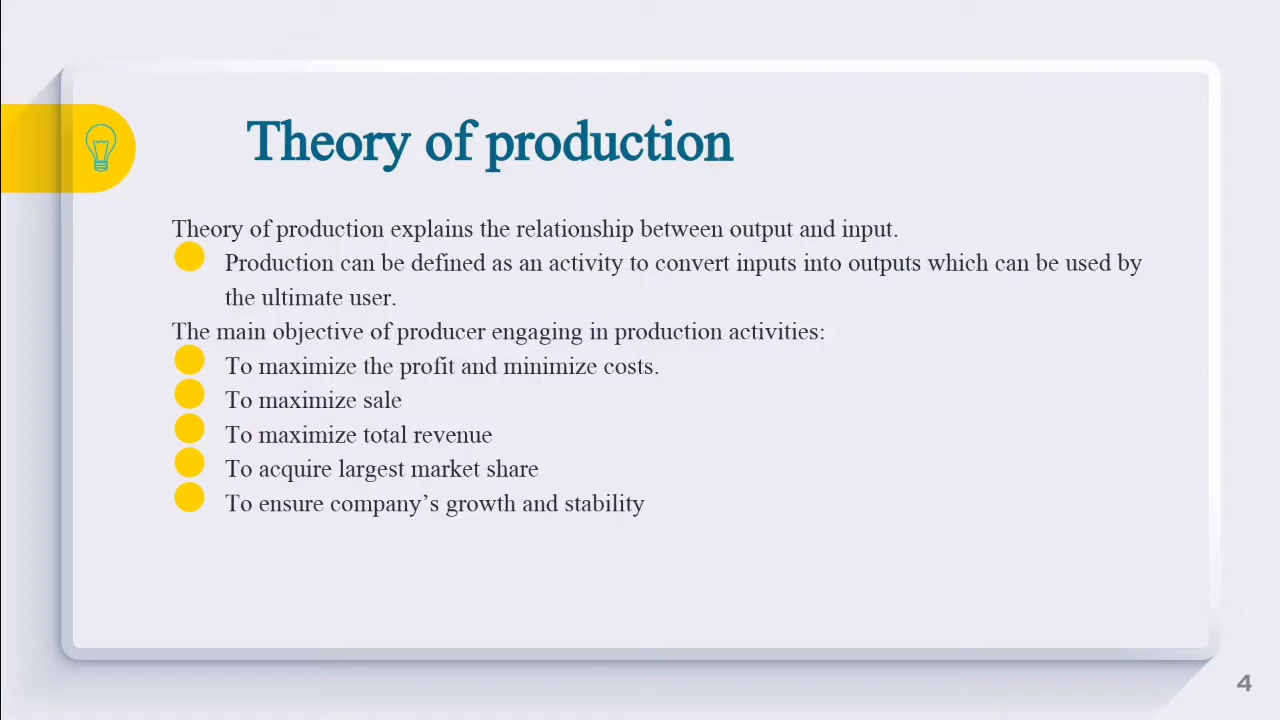 Theory of production
Theory of production explains the relationship between output and input.
Production can be defined as an activity to convert inputs into outputs which can be used by
the ultimate user.
The main objective of producer engaging in production activities:
To maximize the profit and minimize costs.
To maximize sale
To maximize total revenue
To acquire largest market share
To ensure company’s growth and stability
4